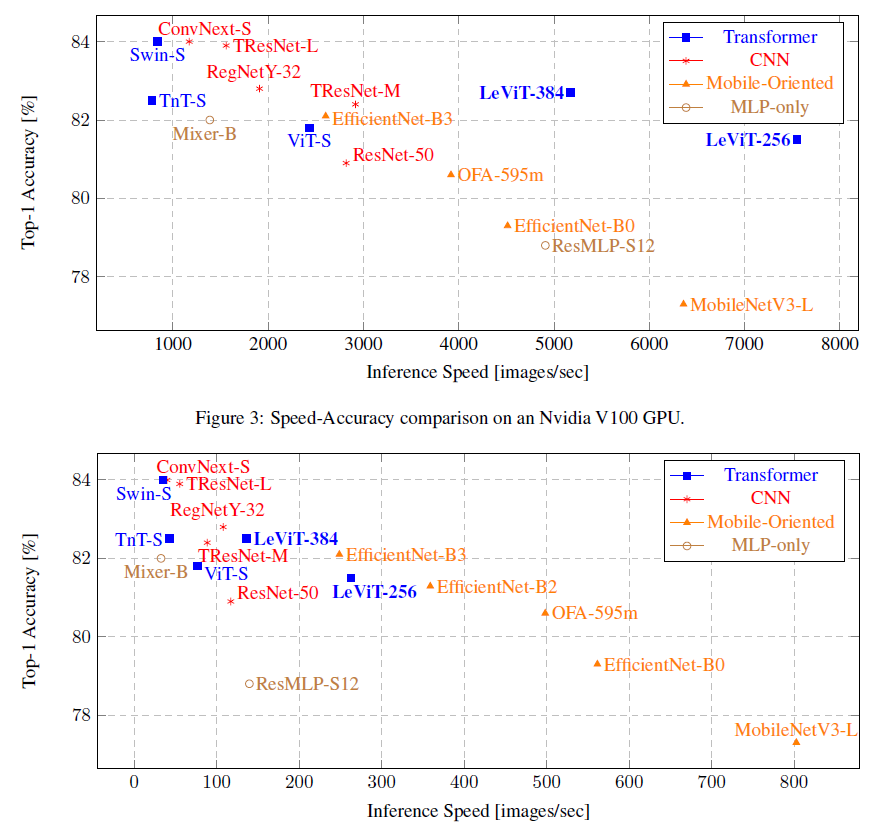 Top-1 Accuracy [%]
84
82
80
78
ConvNext-S
TResNet-L
Swin-S
RegNetY-32
TnT-S
TResNet-M
LeViT-384
Mixer-B
EfficientNet-B3
ViT-S
LeViT-256
ResNet-50
OFA-595m
EfficientNet-B0
ResMLP-S12
MobileNetV3-L
Transformer
CNN
Mobile-Oriented
MLP-only
1000 2000 3000 4000 5000 6000 7000 8000
Inference Speed [images/sec]
Figure 3: Speed-Accuracy comparison on an Nvidia V100 GPU.
Top-1 Accuracy [%]
84
82
80
78
ConvNext-S
TResNet-L
Swin-S
RegNetY-32
TnT-S
LeViT-384
TResNet-M
EfficientNet-B3
Mixer-B
ViT-S
ResNet-50
LeViT-256
EfficientNet-B2
OFA-595m
EfficientNet-B0
ResMLP-S12
MobileNetV3-L
Transformer
CNN
Mobile-Oriented
MLP-only
0 100 200 300 400 500 600 700 800
Inference Speed [images/sec]